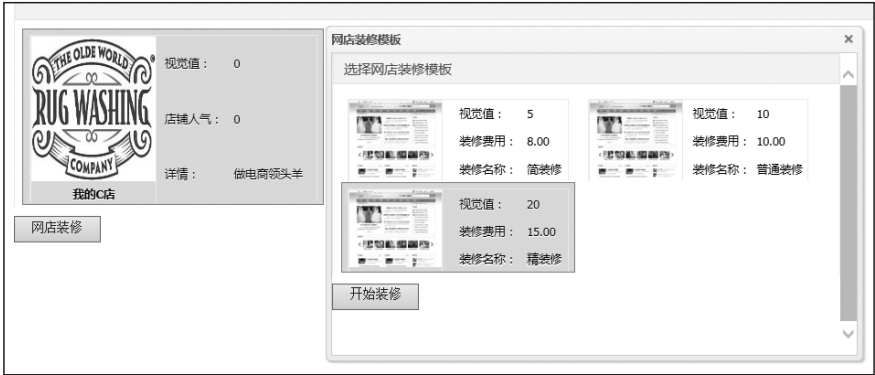 THE OLDE WORLD
®
RUG WASHING
COMPANY
我的C店
视觉值： 0
店铺人气： 0
详情： 做电商领头羊
网店装修
网店装修模板 ×
选择网店装修模板
视觉值： 5
装修费用： 8.00
装修名称： 简装修
视觉值： 10
装修费用： 10.00
装修名称： 普通装修
视觉值： 20
装修费用： 15.00
装修名称： 精装修
开始装修